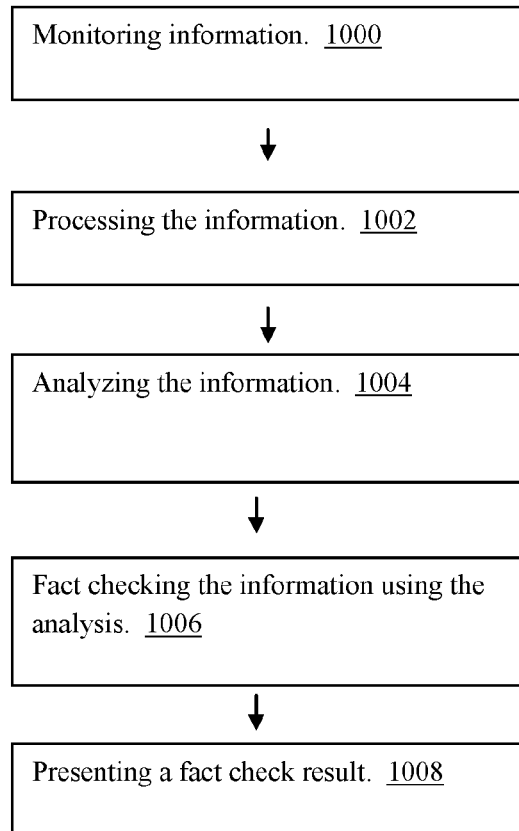 Monitoring information. 1000
Processing the information. 1002
Analyzing the information. 1004
Fact checking the information using the
analysis. 1006
Presenting a fact check result. 1008